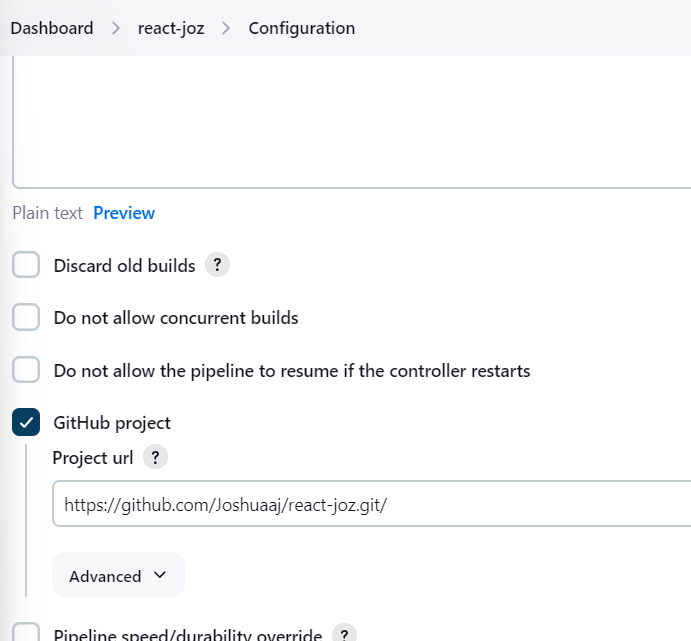 Dashboard > react-joz > Configuration
Plain text Preview
Discard old builds ?
Do not allow concurrent builds
Do not allow the pipeline to resume if the controller restarts
GitHub project
Project url ?
https://github.com/Joshuaaj/react-joz.git/
Advanced
Pipeline speed/durability override ?